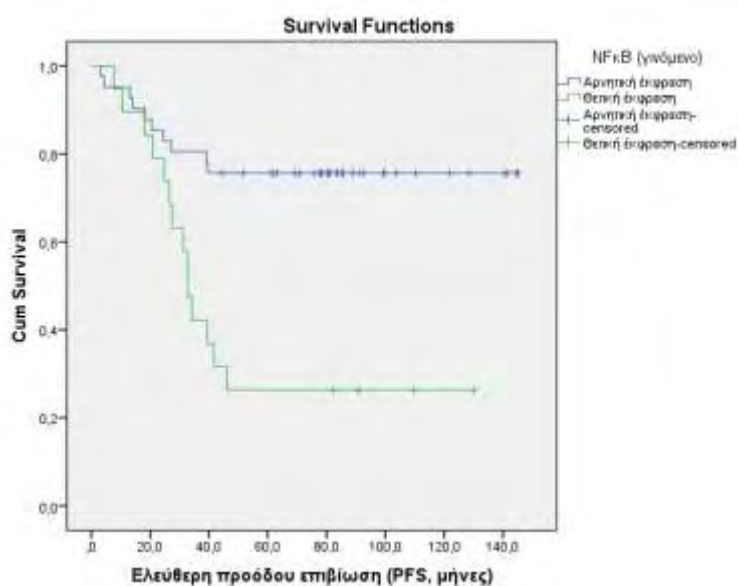 Survival Functions
NFκB (γινόμενο)
Αρνητική έκφραση
Θετική έκφραση
Αρνητική έκφραση-
censored
Θετική έκφραση-censored
Cum Survival
1,0
0,8
0,6
0,4
0,2
0,0
,0 20,0 40,0 60,0 80,0 100,0 120,0 140,0
Ελεύθερη προόδου επιβίωση (PFS, μήνες)